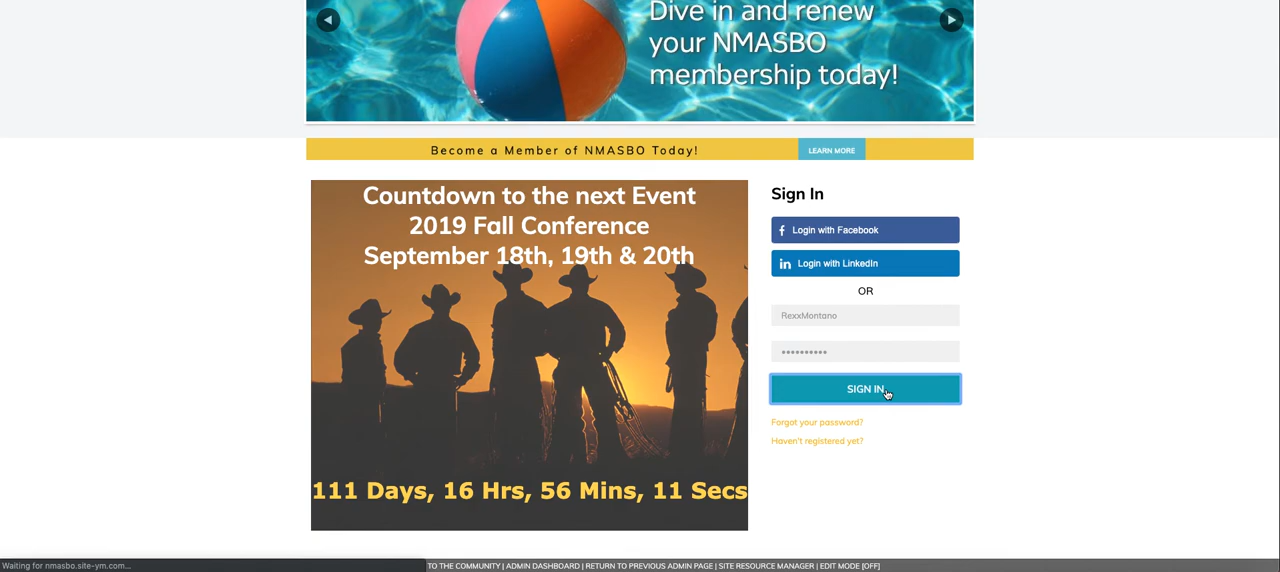 Dive in and renew
your NMASBO
membership today!
Become a Member of NMASBO Today!
LEARN MORE
Countdown to the next Event
2019 Fall Conference
September 18th, 19th & 20th
111 Days, 16 Hrs, 56 Mins, 11 Secs
Sign In
f Login with Facebook
in Login with LinkedIn
OR
RexxMontano
••••••••••
SIGN IN
Forgot your password?
Haven't registered yet?
Waiting for nmasbo.site-ym.com...
TO THE COMMUNITY | ADMIN DASHBOARD | RETURN TO PREVIOUS ADMIN PAGE | SITE RESOURCE MANAGER | EDIT MODE [OFF]